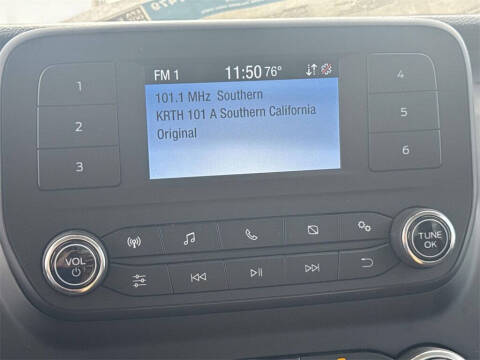 FM 1 11:50 76°
101.1 MHz Southern
KRTH 101 A Southern California
Original
1
2
3
4
5
6
VOL
TUNE
OK